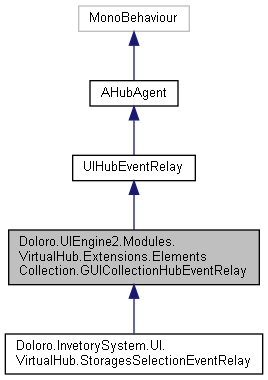 MonoBehaviour
AHubAgent
UIHubEventRelay
Doloro.UIEngine2.Modules.
VirtualHub.Extensions.Elements
Collection.GUICollectionHubEventRelay
Doloro.InvetorySystem.UI.
VirtualHub.StoragesSelectionEventRelay